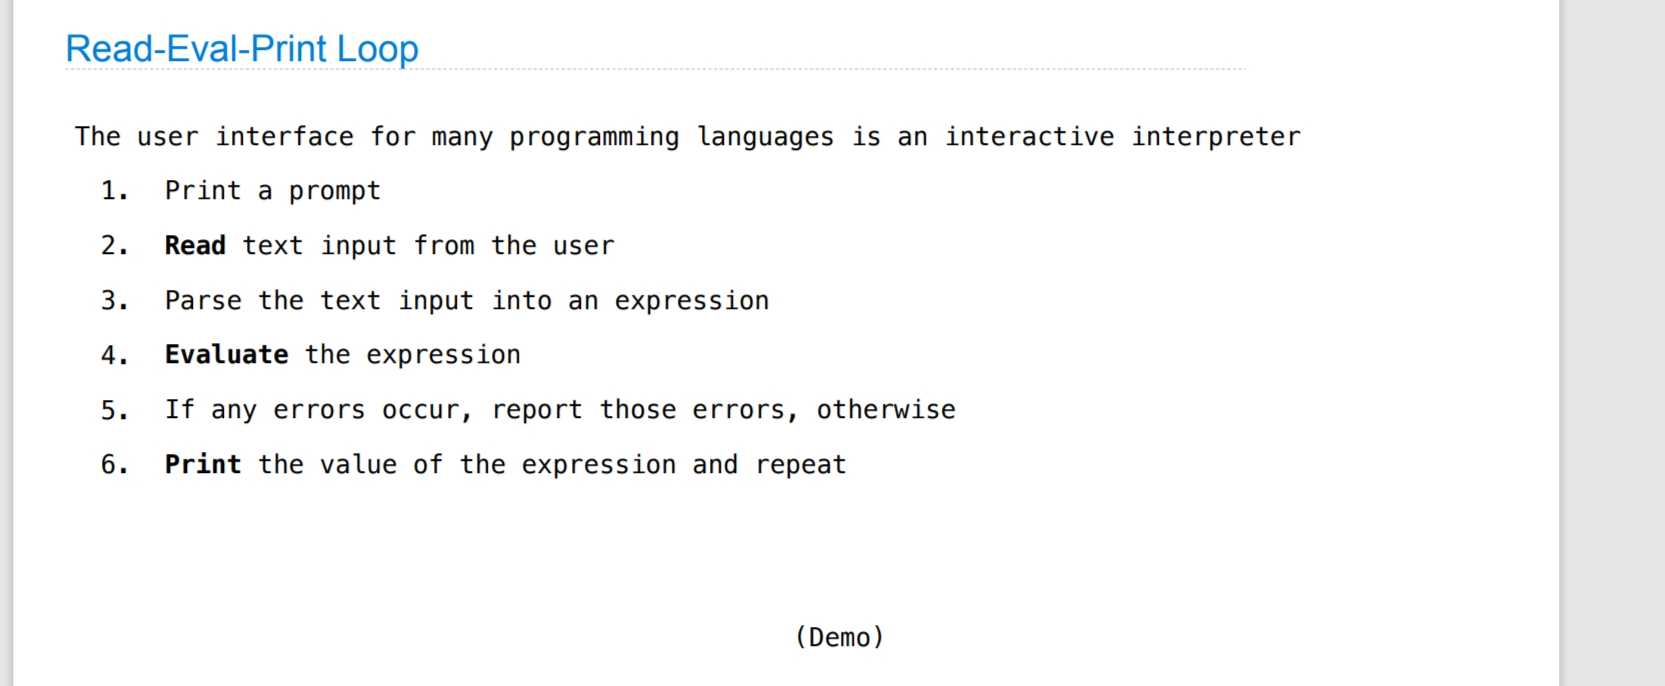 Read-Eval-Print Loop
The user interface for many programming languages is an interactive interpreter
1. Print a prompt
2. Read text input from the user
3. Parse the text input into an expression
4. Evaluate the expression
5. If any errors occur, report those errors, otherwise
6. Print the value of the expression and repeat
(Demo)